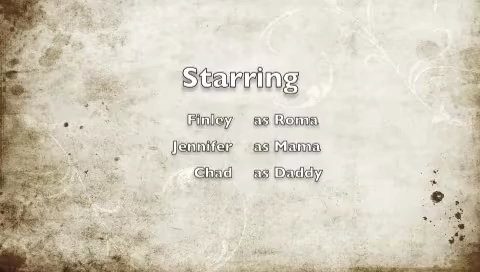 Starring
Finley as Roma
Jennifer as Mama
Chad as Daddy